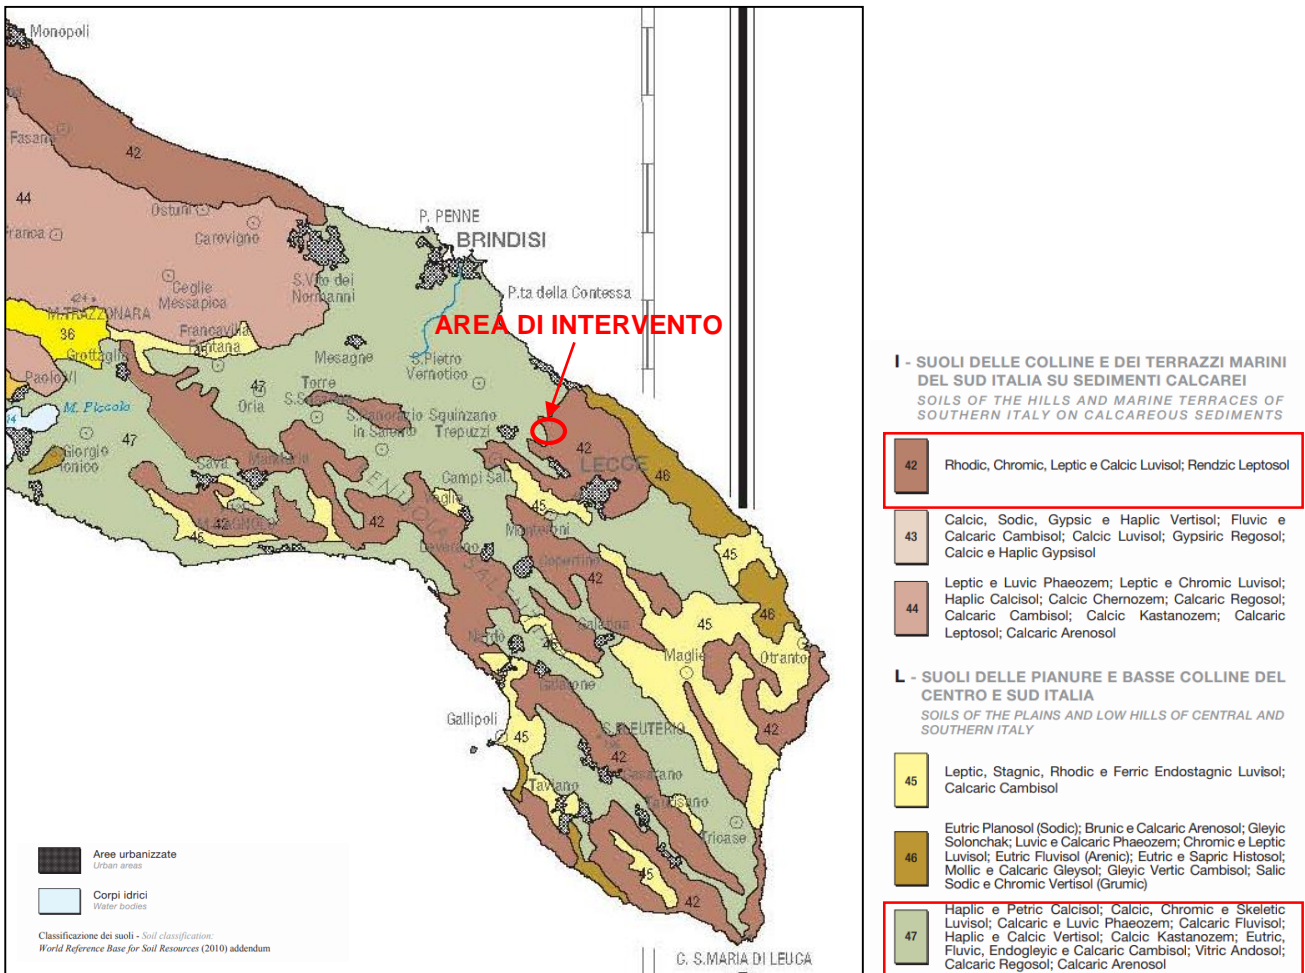 Monopoli
Fasano
42
44
Ostuni
Carovigno
Franca
P. PENNE
BRINDISI
Ceglie
Messapica
S.Vito dei
Normanni
P.ta della Contessa
M.TRAZZONARA
AREA DI INTERVENTO
36
Francavilla
Fontana
Grottaglie
Mesagne
S.Pietro
Vernotico
Paolo VI
47
Oria
Torre
S.Susanna
M. Piccolo
S.Panorazio
in Salento
Squinzano
Trepuzzi
47
S.Giorgio
Ionico
42
LECCE
46
Sava
Manduria
Campi Sal.
Veglie
45
Monteroni
42
42
45
Leverano
Copertino
45
42
46
Nardò
Galatina
45
Maglie
Otranto
Galatone
Gallipoli
S.ELEUTERIO
45
42
42
Casarano
Taviano
Taurisano
Tricase
45
42
C. S.MARIA DI LEUCA
Aree urbanizzate
Urban areas
Corpi idrici
Water bodies
Classificazione dei suoli - Soil classification:
World Reference Base for Soil Resources (2010) addendum
I - SUOLI DELLE COLLINE E DEI TERRAZZI MARINI
DEL SUD ITALIA SU SEDIMENTI CALCAREI
SOILS OF THE HILLS AND MARINE TERRACES OF
SOUTHERN ITALY ON CALCAREOUS SEDIMENTS
42 Rhodic, Chromic, Leptic e Calcic Luvisol; Rendzic Leptosol
43 Calcic, Sodic, Gypsic e Haplic Vertisol; Fluvic e
Calcaric Cambisol; Calcic Luvisol; Gypsiric Regosol;
Calcic e Haplic Gypsisol
44 Leptic e Luvic Phaeozem; Leptic e Chromic Luvisol;
Haplic Calcisol; Calcic Chernozem; Calcaric Regosol;
Calcaric Cambisol; Calcic Kastanozem; Calcaric
Leptosol; Calcaric Arenosol
L - SUOLI DELLE PIANURE E BASSE COLLINE DEL
CENTRO E SUD ITALIA
SOILS OF THE PLAINS AND LOW HILLS OF CENTRAL AND
SOUTHERN ITALY
45 Leptic, Stagnic, Rhodic e Ferric Endostagnic Luvisol;
Calcaric Cambisol
46 Eutric Planosol (Sodic); Brunic e Calcaric Arenosol; Gleyic
Solonchak; Luvic e Calcaric Phaeozem; Chromic e Leptic
Luvisol; Eutric Fluvisol (Arenic); Eutric e Sapric Histosol;
Mollic e Calcaric Gleysol; Gleyic Vertic Cambisol; Salic
Sodic e Chromic Vertisol (Grumic)
47 Haplic e Petric Calcisol; Calcic, Chromic e Skeletic
Luvisol; Calcaric e Luvic Phaeozem; Calcaric Fluvisol;
Haplic e Calcic Vertisol; Calcic Kastanozem; Eutric,
Fluvic, Endogleyic e Calcaric Cambisol; Vitric Andosol;
Calcaric Regosol; Calcaric Arenosol